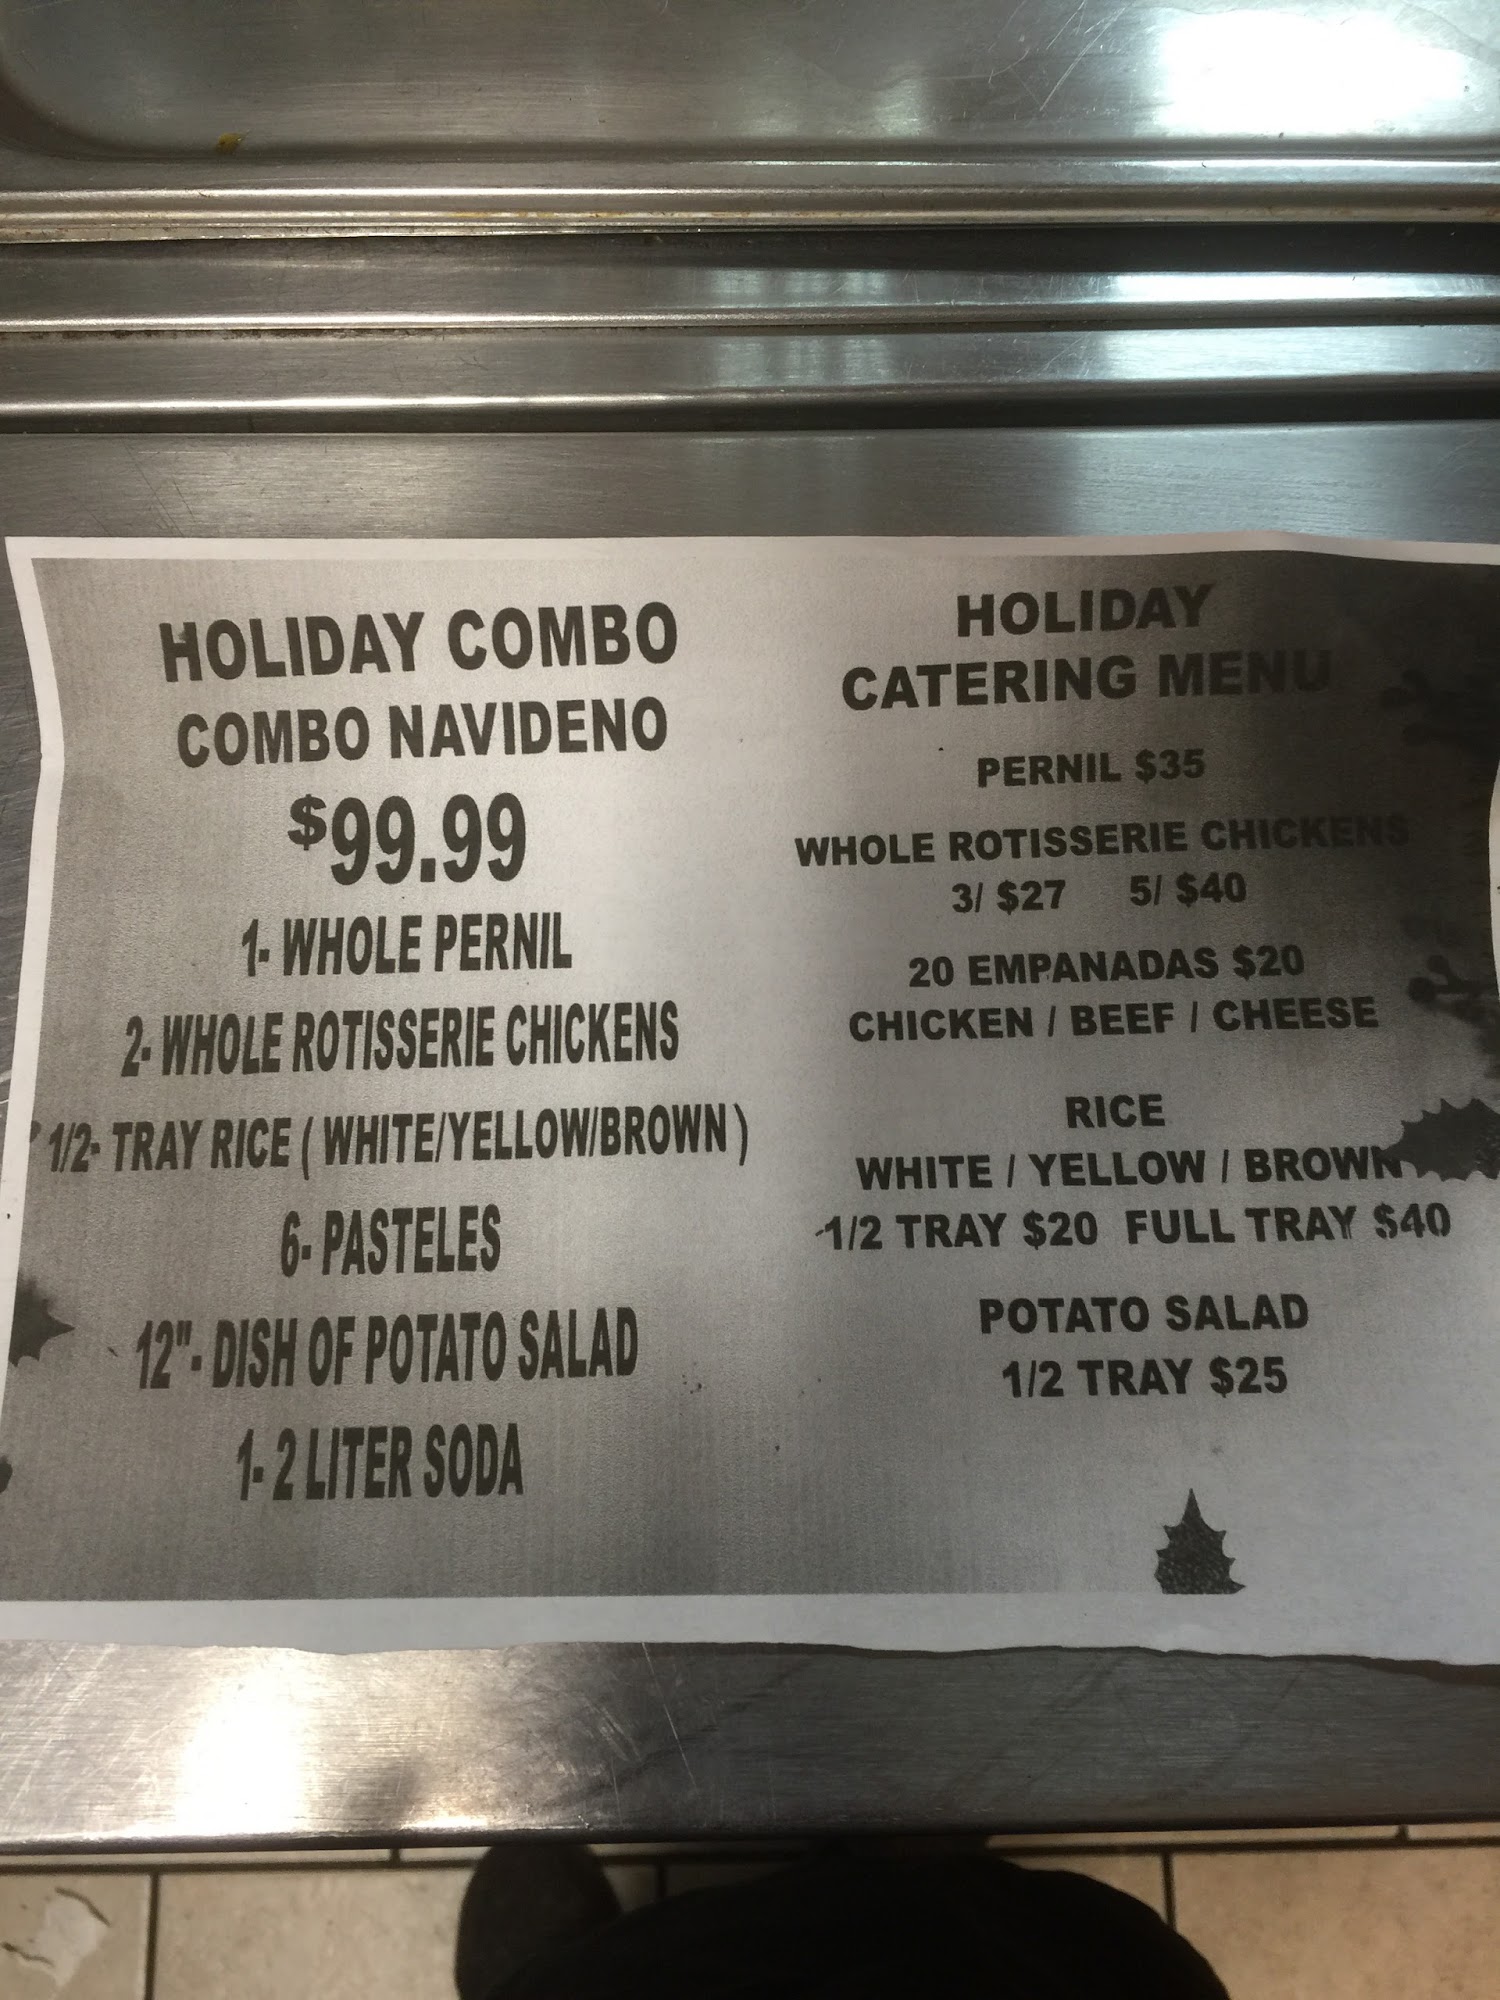 HOLIDAY COMBO
COMBO NAVIDENO
$99.99
1- WHOLE PERNIL
2- WHOLE ROTISSERIE CHICKENS
1/2- TRAY RICE ( WHITE/YELLOW/BROWN )
6- PASTELES
12"- DISH OF POTATO SALAD
1- 2 LITER SODA
HOLIDAY
CATERING MENU
PERNIL $35
WHOLE ROTISSERIE CHICKENS
3/ $27 5/ $40
20 EMPANADAS $20
CHICKEN / BEEF / CHEESE
RICE
WHITE / YELLOW / BROWN
1/2 TRAY $20 FULL TRAY $40
POTATO SALAD
1/2 TRAY $25